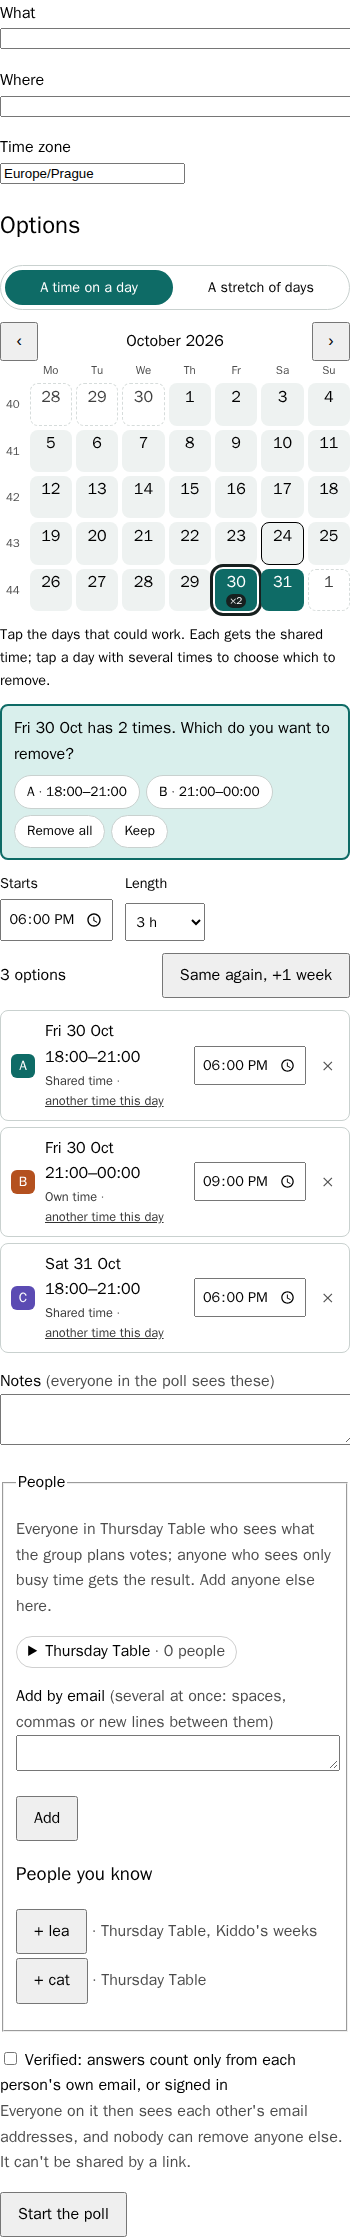 What
Where
Time zone
Europe/Prague
Options
A time on a day
A stretch of days
‹
October 2026
›
Mo Tu We Th Fr Sa Su
40 28 29 30 1 2 3 4
41 5 6 7 8 9 10 11
42 12 13 14 15 16 17 18
43 19 20 21 22 23 24 25
44 26 27 28 29 30 31 1
×2
Tap the days that could work. Each gets the shared
time; tap a day with several times to choose which to
remove.
Fri 30 Oct has 2 times. Which do you want to
remove?
A · 18:00–21:00
B · 21:00–00:00
Remove all
Keep
Starts
Length
06:00 PM
3 h
3 options
Same again, +1 week
A
Fri 30 Oct
18:00–21:00
Shared time ·
another time this day
06:00 PM
×
B
Fri 30 Oct
21:00–00:00
Own time ·
another time this day
09:00 PM
×
C
Sat 31 Oct
18:00–21:00
Shared time ·
another time this day
06:00 PM
×
Notes (everyone in the poll sees these)
People
Everyone in Thursday Table who sees what
the group plans votes; anyone who sees only
busy time gets the result. Add anyone else
here.
▶ Thursday Table · 0 people
Add by email (several at once: spaces,
commas or new lines between them)
Add
People you know
+ lea · Thursday Table, Kiddo's weeks
+ cat · Thursday Table
Verified: answers count only from each
person's own email, or signed in
Everyone on it then sees each other's email
addresses, and nobody can remove anyone else.
It can't be shared by a link.
Start the poll